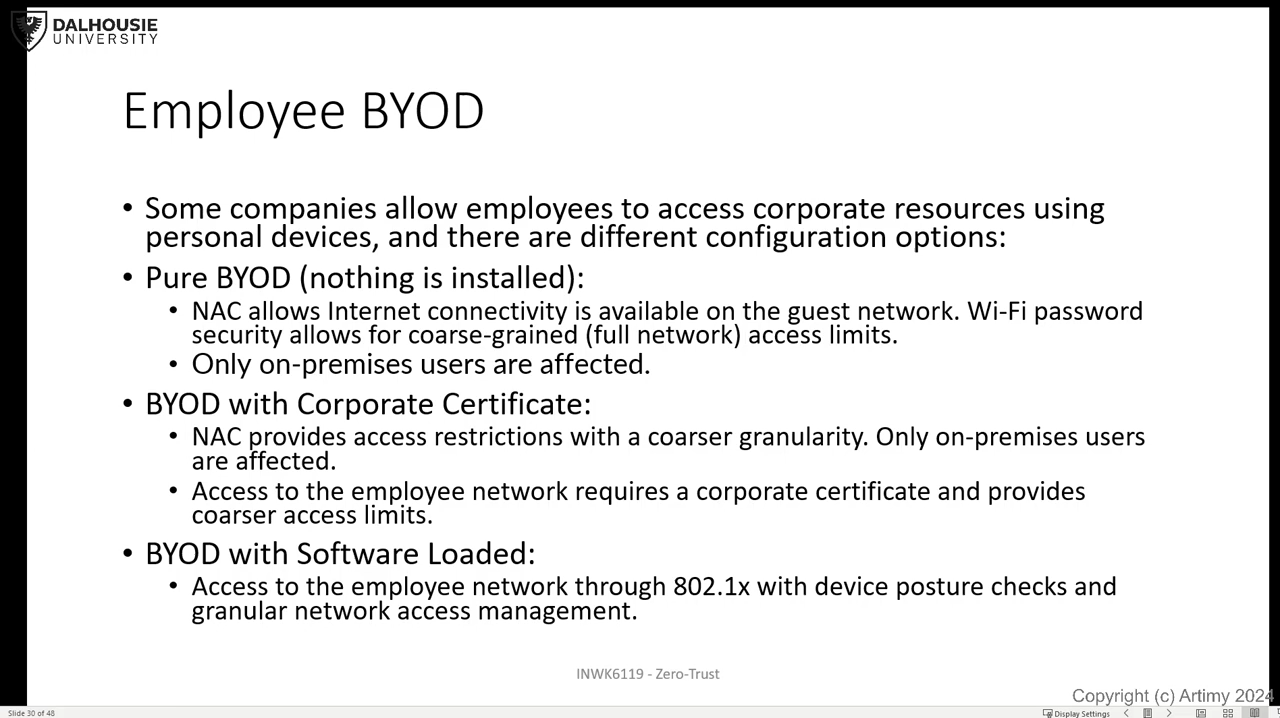 DALHOUSIE
UNIVERSITY
Employee BYOD
• Some companies allow employees to access corporate resources using
personal devices, and there are different configuration options:
• Pure BYOD (nothing is installed):
• NAC allows Internet connectivity is available on the guest network. Wi-Fi password
security allows for coarse-grained (full network) access limits.
• Only on-premises users are affected.
• BYOD with Corporate Certificate:
• NAC provides access restrictions with a coarser granularity. Only on-premises users
are affected.
• Access to the employee network requires a corporate certificate and provides
coarser access limits.
• BYOD with Software Loaded:
• Access to the employee network through 802.1x with device posture checks and
granular network access management.
INWK6119 - Zero-Trust
Copyright (c) Artimy 2024
Slide 30 of 48
Display Settings